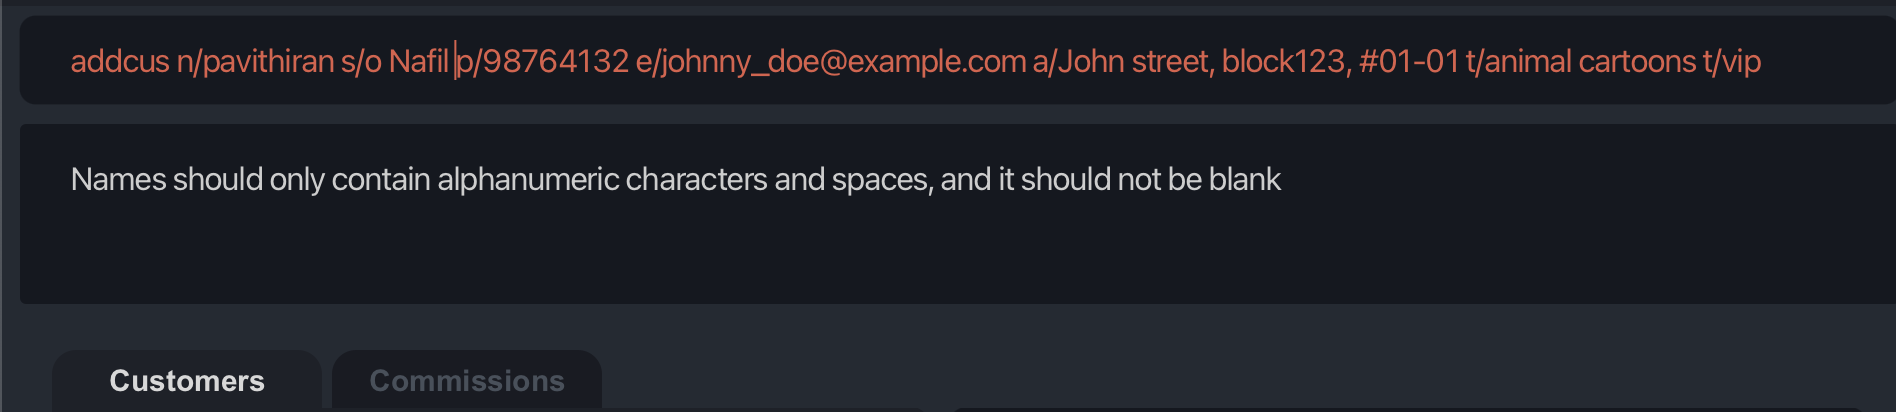 addcus n/pavithiran s/o Nafil p/98764132 e/johnny_doe@example.com a/John street, block123, #01-01 t/animal cartoons t/vip
Names should only contain alphanumeric characters and spaces, and it should not be blank
Customers Commissions